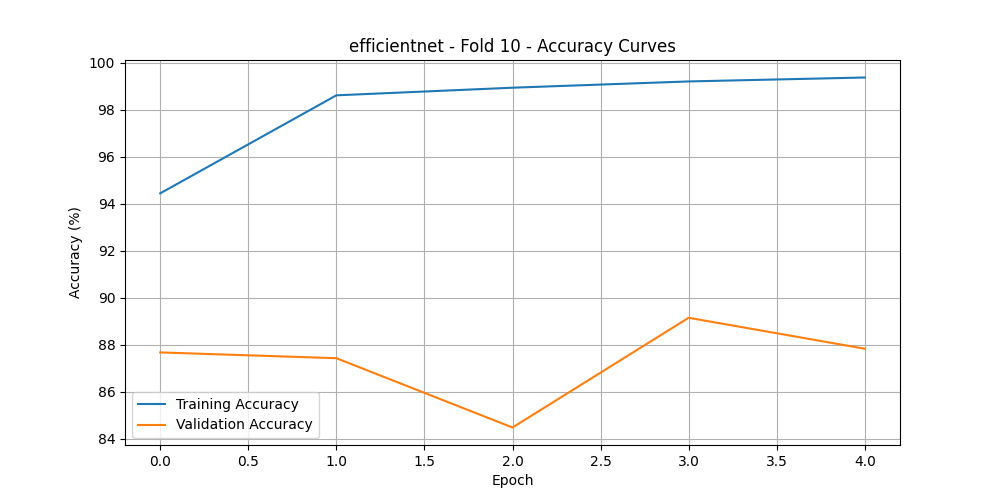 efficientnet - Fold 10 - Accuracy Curves
Accuracy (%)
100
98
96
94
92
90
88
86
84
Training Accuracy
Validation Accuracy
0.0 0.5 1.0 1.5 2.0 2.5 3.0 3.5 4.0
Epoch